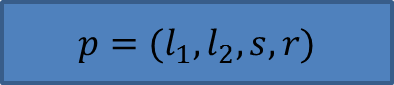 p = (l₁, l₂, s, r)